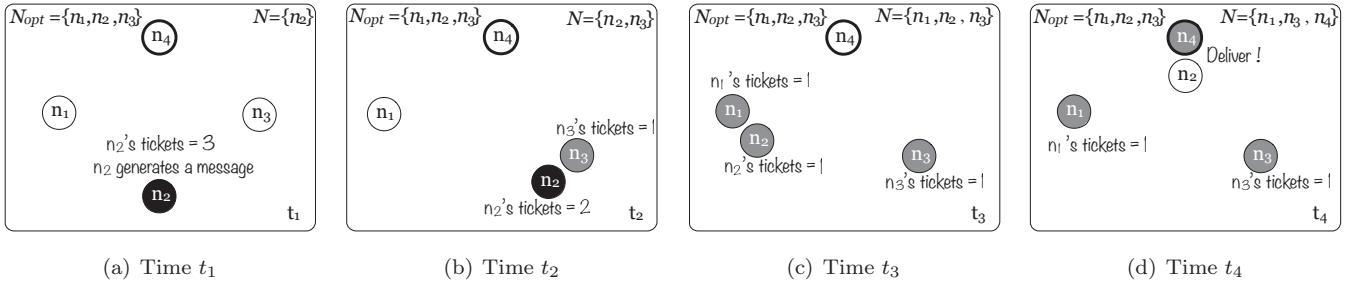 N_opt ={n₁,n₂ ,n₃} N={n₂}
n₄
n₁ n₃
n₂'s tickets = 3
n₂ generates a message
n₂
t₁
(a) Time t₁
N_opt ={n₁,n₂ ,n₃} N={n₂,n₃}
n₄
n₁
n₃'s tickets = 1
n₃
n₂
n₂'s tickets = 2
t₂
(b) Time t₂
N_opt ={n₁,n₂ ,n₃} N={n₁,n₂ , n₃}
n₄
n₁'s tickets = 1
n₁
n₂
n₃
n₂'s tickets = 1
n₃'s tickets = 1
t₃
(c) Time t₃
N_opt ={n₁,n₂ ,n₃} N={n₁,n₃ , n₄}
n₄
Deliver !
n₂
n₁
n₁'s tickets = 1
n₃
n₃'s tickets = 1
t₄
(d) Time t₄